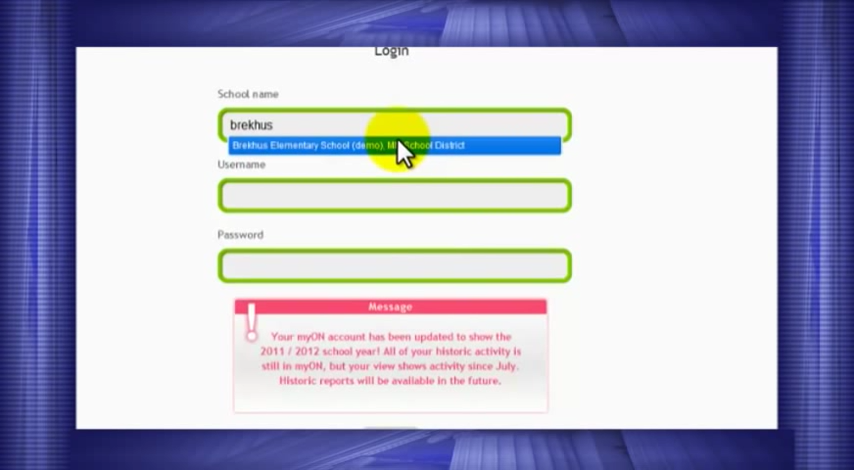 Login
School name
brekhus
Brekhus Elementary School (demo), School District
Username
Password
Message
!
Your myON account has been updated to show the
2011 / 2012 school year! All of your historic activity is
still in myON, but your view shows activity since July.
Historic reports will be available in the future.